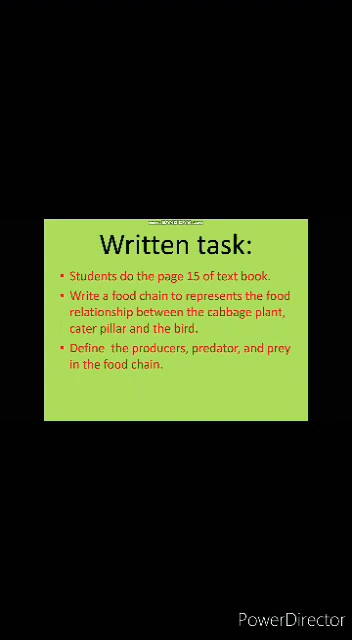 Written task:
• Students do the page 15 of text book.
• Write a food chain to represents the food
relationship between the cabbage plant,
cater pillar and the bird.
• Define the producers, predator, and prey
in the food chain.
PowerDirector